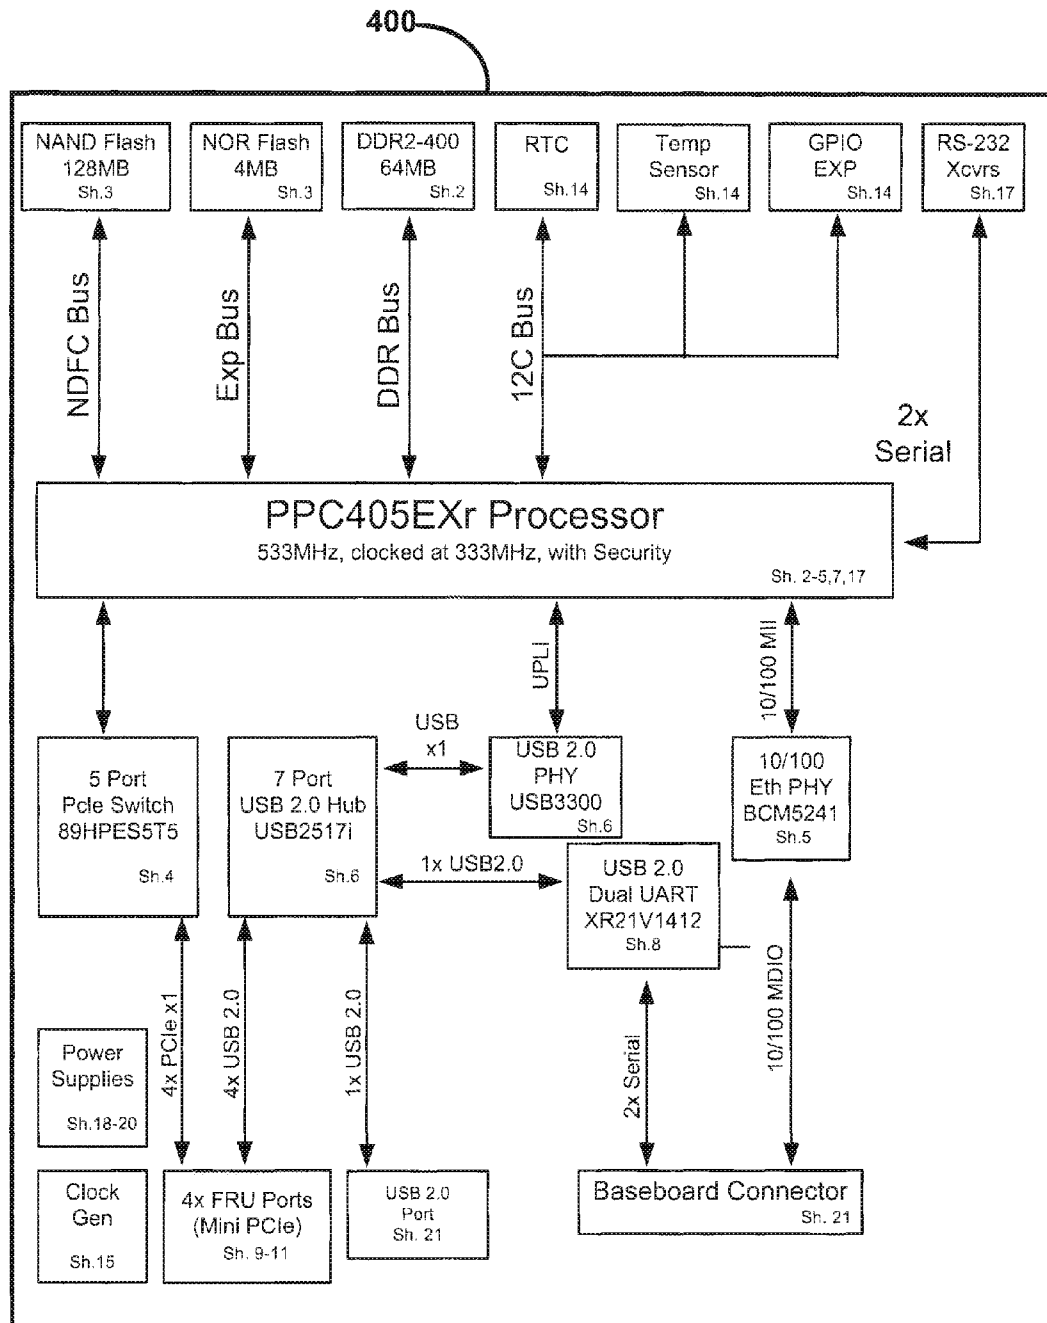 400
NAND Flash
128MB
Sh.3
NOR Flash
4MB
Sh.3
DDR2-400
64MB
Sh.2
RTC
Sh.14
Temp
Sensor
Sh.14
GPIO
EXP
Sh.14
RS-232
Xcvrs
Sh.17
NDFC Bus
Exp Bus
DDR Bus
12C Bus
2x
Serial
PPC405EXr Processor
533MHz, clocked at 333MHz, with Security
Sh. 2-5,7,17
UPLI
10/100 MII
5 Port
PcIe Switch
89HPES5T5
Sh.4
7 Port
USB 2.0 Hub
USB2517i
Sh.6
USB
x1
USB 2.0
PHY
USB3300
Sh.6
10/100
Eth PHY
BCM5241
Sh.5
1x USB2.0
USB 2.0
Dual UART
XR21V1412
Sh.8
4x PCIe x1
4x USB 2.0
1x USB 2.0
2x Serial
10/100 MDIO
Power
Supplies
Sh.18-20
Clock
Gen
Sh.15
4x FRU Ports
(Mini PCIe)
Sh. 9-11
USB 2.0
Port
Sh. 21
Baseboard Connector
Sh. 21